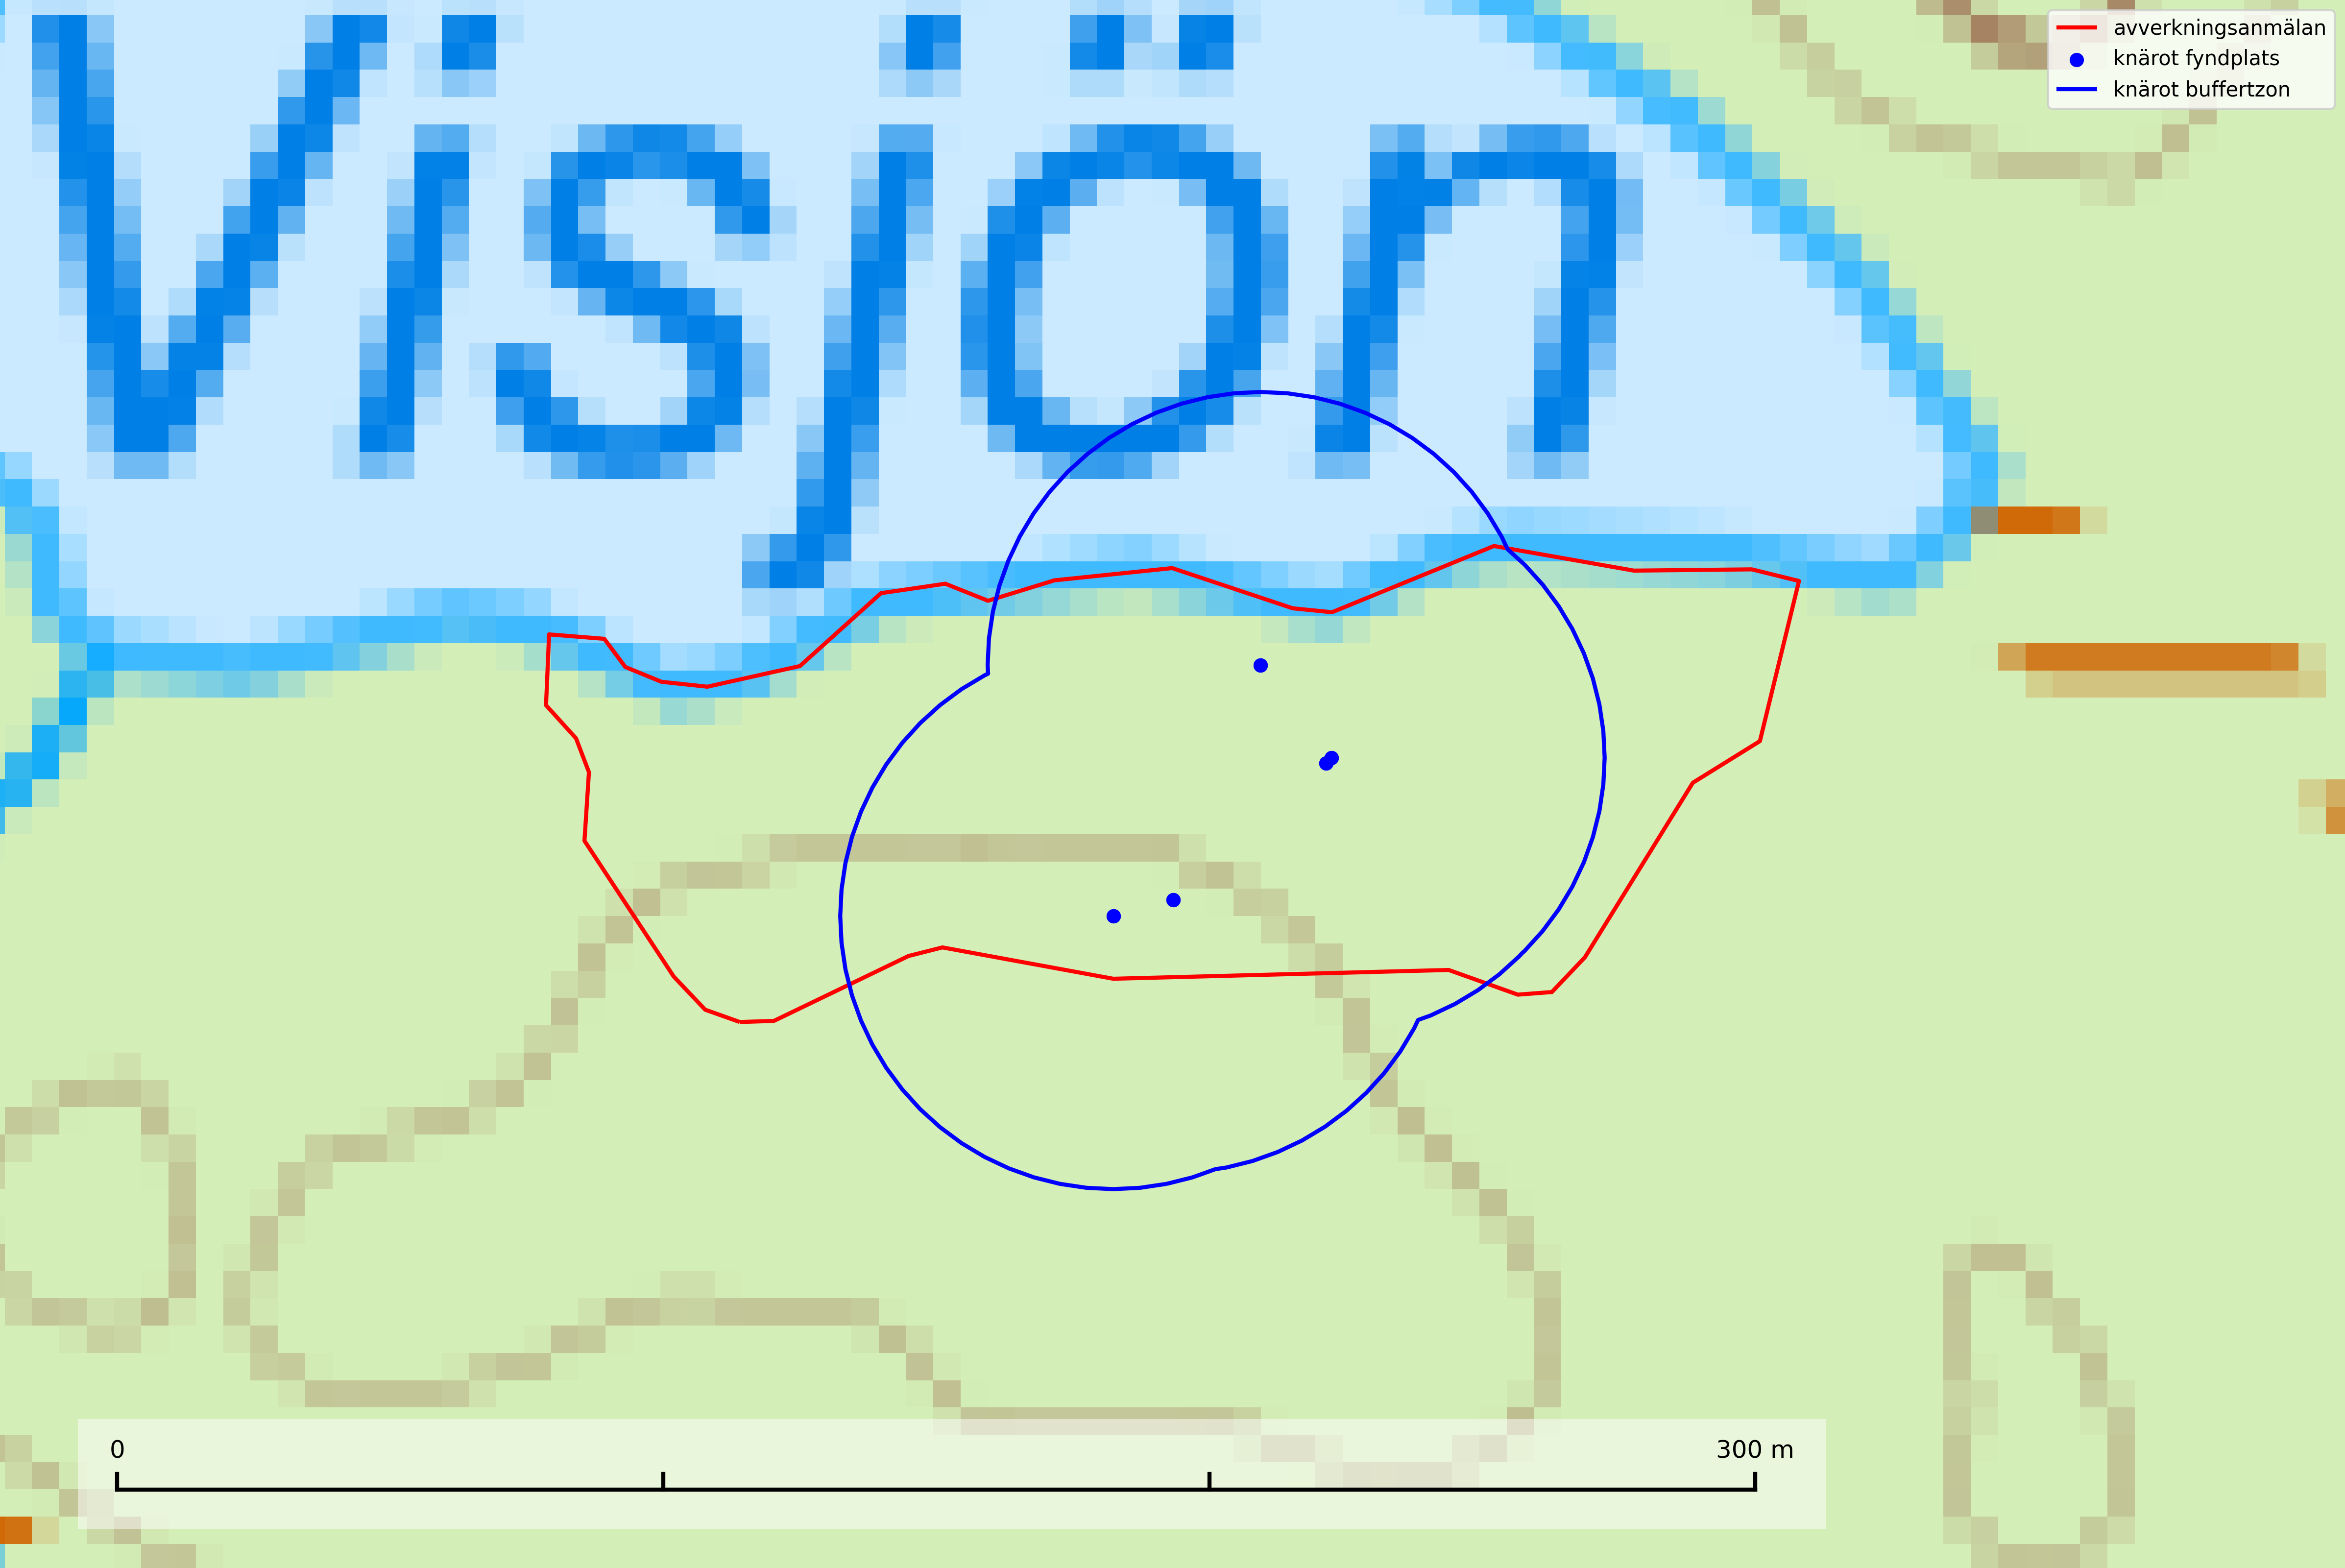 Visjön
avverkningsanmälan
knärot fyndplats
knärot buffertzon
0
300 m